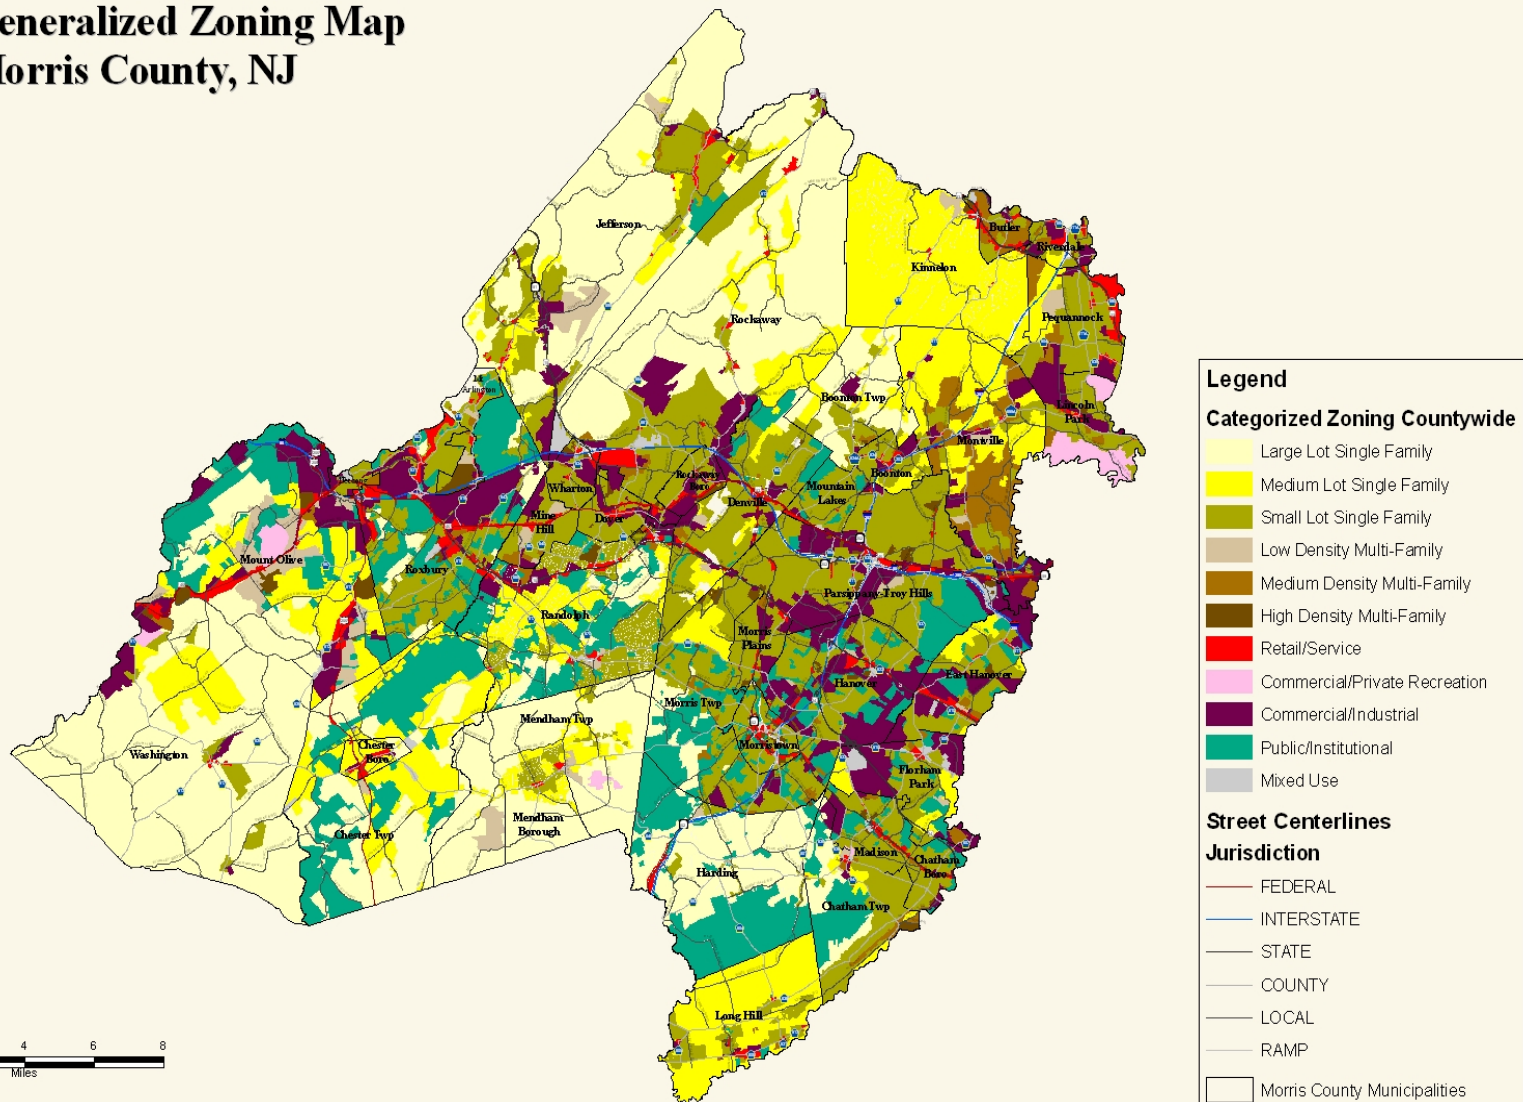 eneralized Zoning Map
orris County, NJ
Jefferson
Butler
Riverdale
Kinnelon
Rockaway
Pequannock
Arlington
Boonton Twp
Lincoln
Park
Montville
Boonton
Rockaway
Boro
Mountain
Lakes
Wharton
Denville
Mine
Hill
Dover
Mount Olive
Roxbury
Parsippany-Troy Hills
Randolph
Morris
Plains
Hanover
East Hanover
Morris Twp
Mendham Twp
Washington
Chester
Boro
Morristown
Florham
Park
Mendham
Borough
Chester Twp
Madison
Chatham
Boro
Harding
Chatham Twp
Long Hill
4 6 8
Miles
Legend
Categorized Zoning Countywide
Large Lot Single Family
Medium Lot Single Family
Small Lot Single Family
Low Density Multi-Family
Medium Density Multi-Family
High Density Multi-Family
Retail/Service
Commercial/Private Recreation
Commercial/Industrial
Public/Institutional
Mixed Use
Street Centerlines
Jurisdiction
FEDERAL
INTERSTATE
STATE
COUNTY
LOCAL
RAMP
Morris County Municipalities